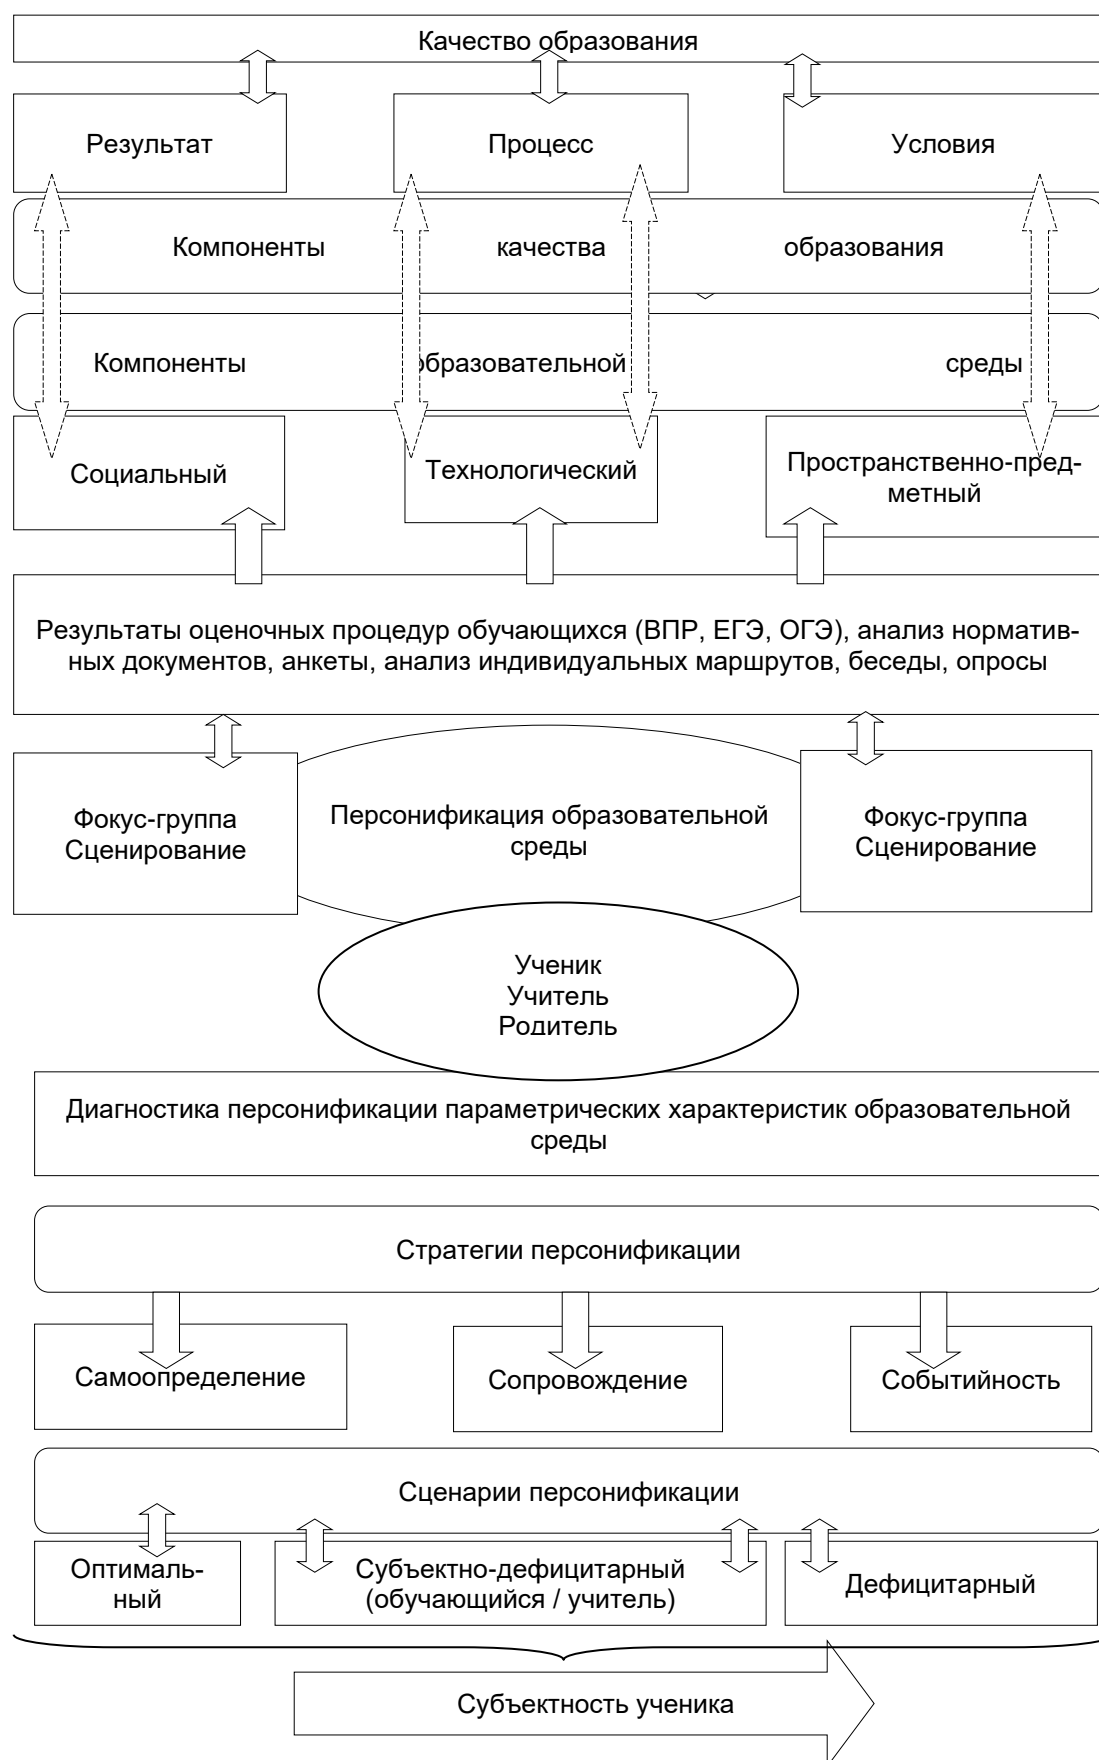 Качество образования
Результат
Процесс
Условия
Компоненты качества образования
Компоненты образовательной среды
Социальный
Технологический
Пространственно-пред-
метный
Результаты оценочных процедур обучающихся (ВПР, ЕГЭ, ОГЭ), анализ норматив-
ных документов, анкеты, анализ индивидуальных маршрутов, беседы, опросы
Фокус-группа
Сценирование
Персонификация образовательной
среды
Фокус-группа
Сценирование
Ученик
Учитель
Родитель
Диагностика персонификации параметрических характеристик образовательной
среды
Стратегии персонификации
Самоопределение
Сопровождение
Событийность
Сценарии персонификации
Оптималь-
ный
Субъектно-дефицитарный
(обучающийся / учитель)
Дефицитарный
Субъектность ученика